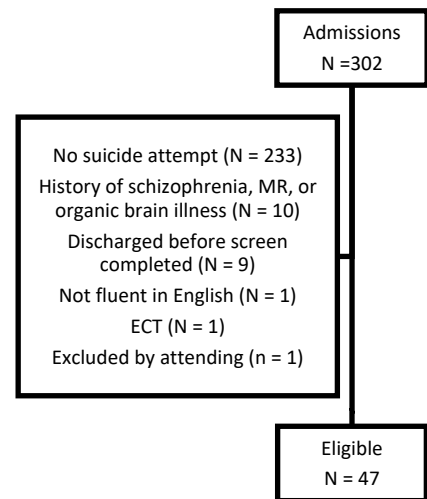 Admissions
N =302
No suicide attempt (N = 233)
History of schizophrenia, MR, or
organic brain illness (N = 10)
Discharged before screen
completed (N = 9)
Not fluent in English (N = 1)
ECT (N = 1)
Excluded by attending (n = 1)
Eligible
N = 47